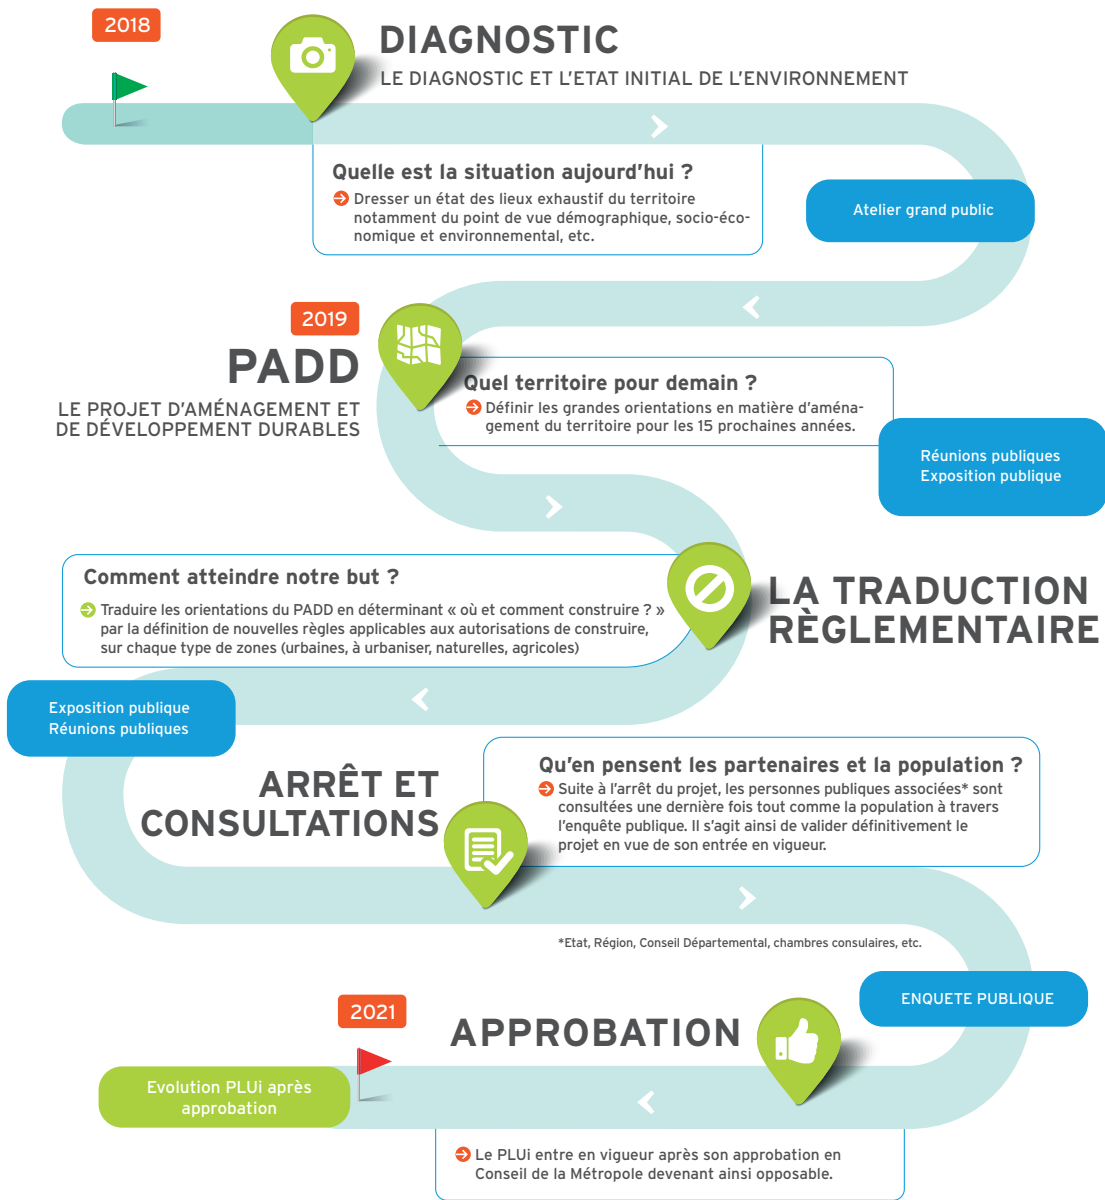 2018
DIAGNOSTIC
LE DIAGNOSTIC ET L'ETAT INITIAL DE L'ENVIRONNEMENT
Quelle est la situation aujourd'hui ?
Dresser un état des lieux exhaustif du territoire
notamment du point de vue démographique, socio-éco-
nomique et environnemental, etc.
Atelier grand public
2019
PADD
LE PROJET D'AMÉNAGEMENT ET
DE DÉVELOPPEMENT DURABLES
Quel territoire pour demain ?
Définir les grandes orientations en matière d'aména-
gement du territoire pour les 15 prochaines années.
Réunions publiques
Exposition publique
Comment atteindre notre but ?
Traduire les orientations du PADD en déterminant « où et comment construire ? »
par la définition de nouvelles règles applicables aux autorisations de construire,
sur chaque type de zones (urbaines, à urbaniser, naturelles, agricoles)
LA TRADUCTION
RÈGLEMENTAIRE
Exposition publique
Réunions publiques
ARRÊT ET
CONSULTATIONS
Qu'en pensent les partenaires et la population ?
Suite à l'arrêt du projet, les personnes publiques associées* sont
consultées une dernière fois tout comme la population à travers
l'enquête publique. Il s'agit ainsi de valider définitivement le
projet en vue de son entrée en vigueur.
*Etat, Région, Conseil Départemental, chambres consulaires, etc.
ENQUETE PUBLIQUE
2021
APPROBATION
Evolution PLUi après
approbation
Le PLUi entre en vigueur après son approbation en
Conseil de la Métropole devenant ainsi opposable.